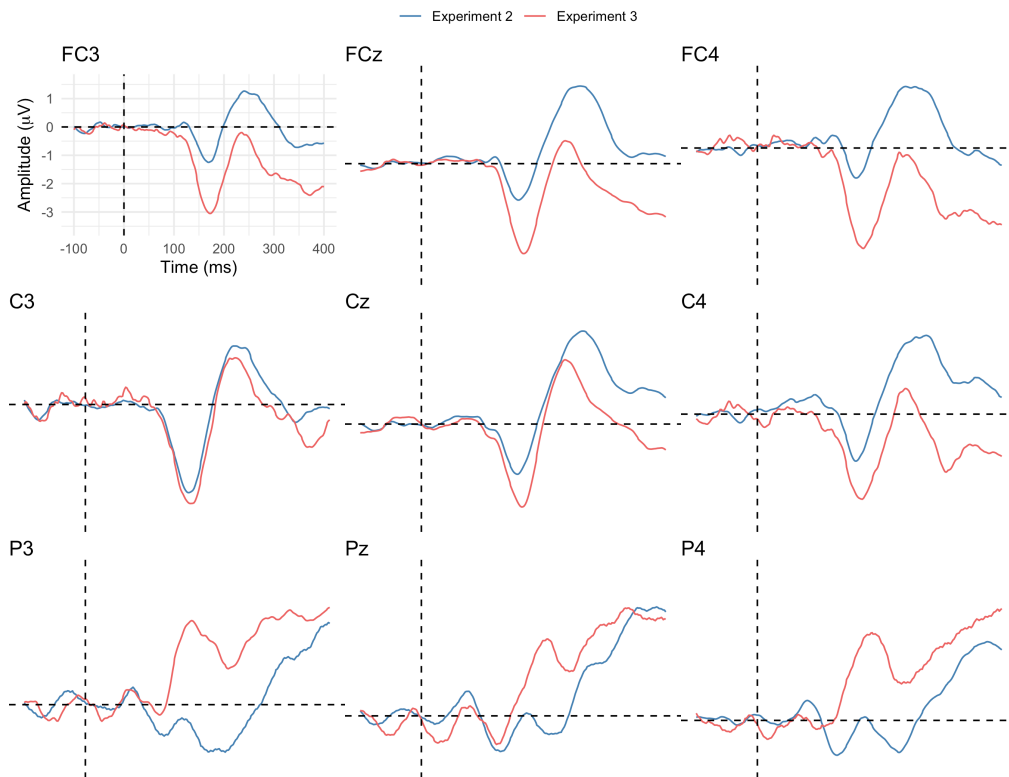 Experiment 2 Experiment 3
FC3 FCz FC4
Amplitude (μV)
1
0
-1
-2
-3
-100 0 100 200 300 400
Time (ms)
C3 Cz C4
P3 Pz P4